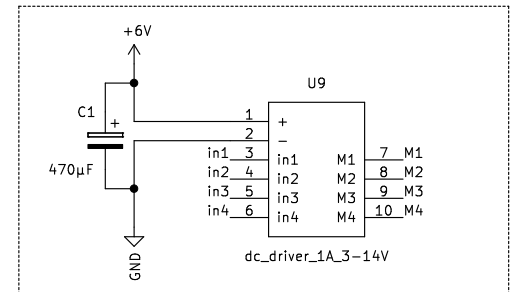 +6V
U9
C1
+
470µF
1
+
2
−
in1 3 in1
in2 4 in2
in3 5 in3
in4 6 in4
M1 7 M1
M2 8 M2
M3 9 M3
M4 10 M4
dc_driver_1A_3-14V
GND